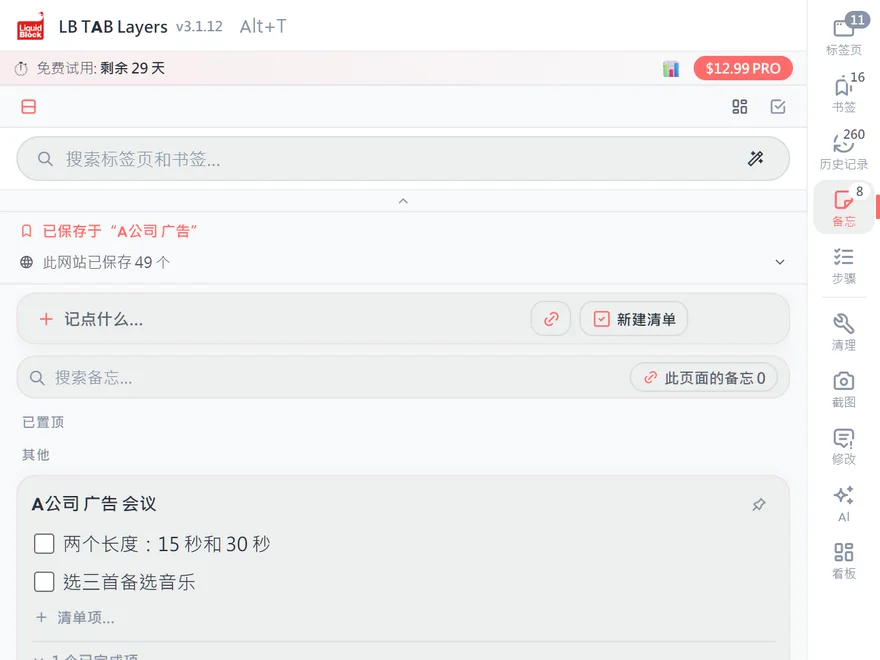 Liquid Block
LB TAB Layers v3.1.12 Alt+T
免费试用: 剩余 29 天
$12.99 PRO
搜索标签页和书签...
已保存于 “A公司 广告”
此网站已保存 49 个
记点什么...
新建清单
搜索备忘...
此页面的备忘 0
已置顶
其他
A公司 广告 会议
两个长度：15 秒和 30 秒
选三首备选音乐
清单项...
1 个已完成项
11
标签页
16
书签
260
历史记录
8
备忘
步骤
清理
截图
修改
AI
看板